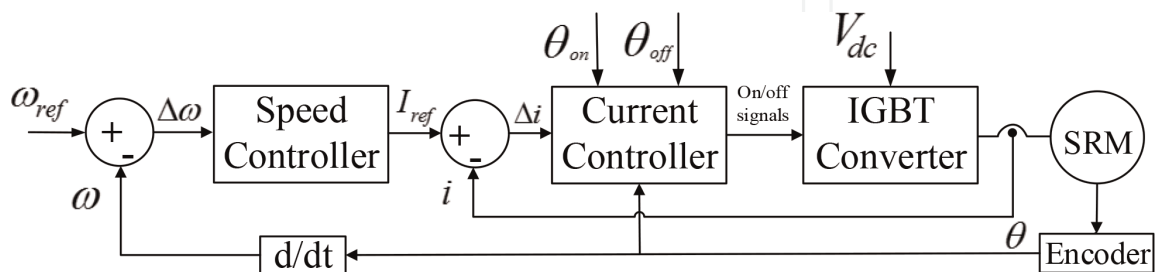 θon
θoff
Vdc
ωref
+
-
Δω
Speed
Controller
Iref
+
-
Δi
Current
Controller
On/off
signals
IGBT
Converter
SRM
ω
i
d/dt
θ
Encoder